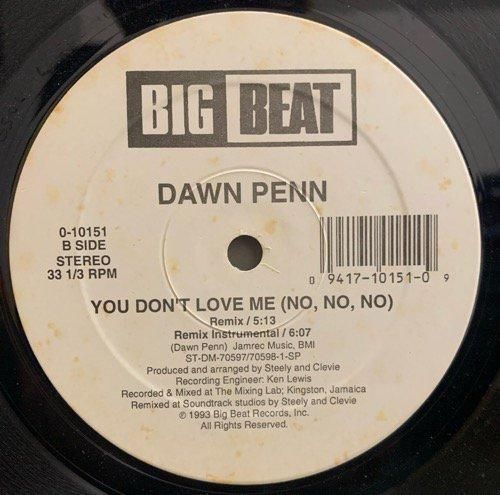 BIG BEAT
DAWN PENN
0-10151
B SIDE
STEREO
33 1/3 RPM
0 9417-10151-0 9
YOU DON'T LOVE ME (NO, NO, NO)
Remix / 5:13
Remix Instrumental / 6:07
(Dawn Penn) Jamrec Music, BMI
ST-DM-70597/70598-1-SP
Produced and arranged by Steely and Clevie
Recording Engineer: Ken Lewis
Recorded & Mixed at The Mixing Lab; Kingston, Jamaica
Remixed at Soundtrack studios by Steely and Clevie
© 1993 Big Beat Records, Inc.
All Rights Reserved.